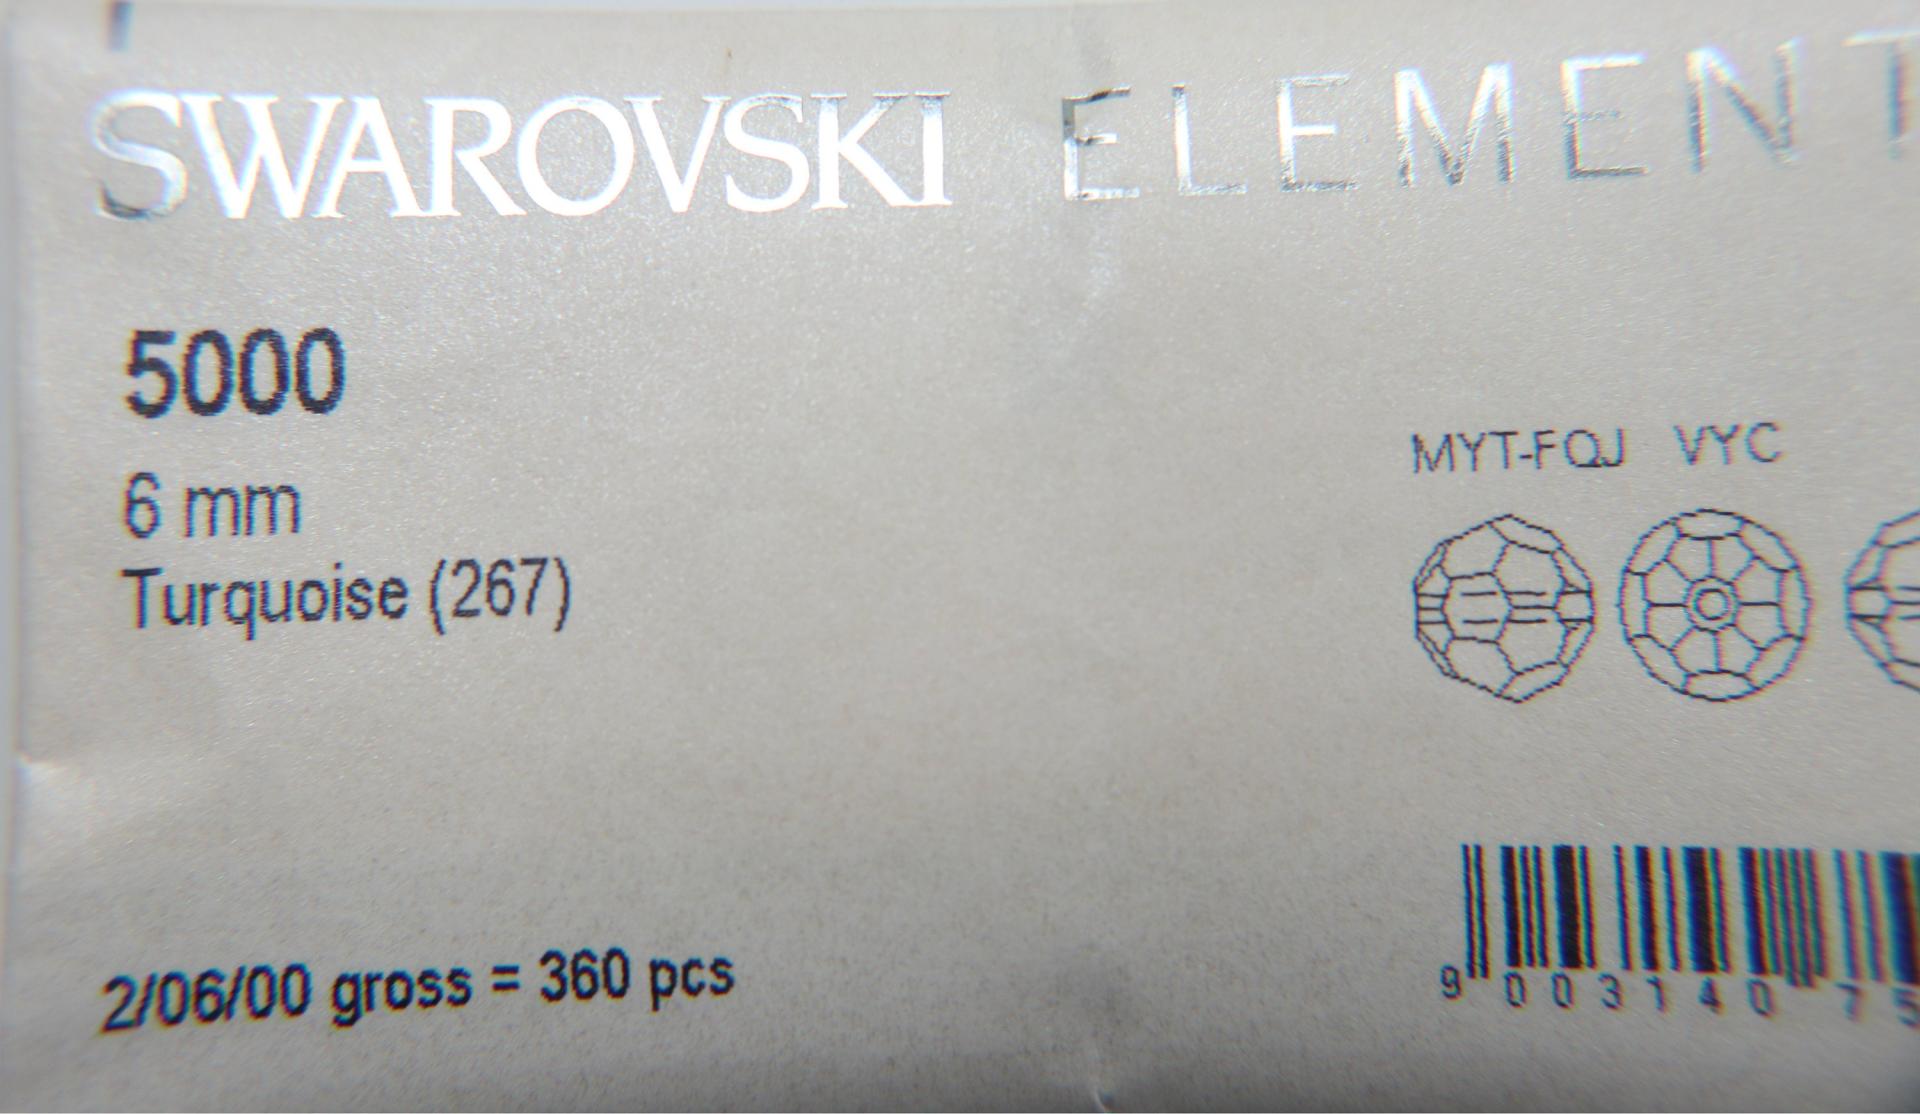 SWAROVSKI ELEMENT
5000
6 mm
Turquoise (267)
MYT-FQJ VYC
2/06/00 gross = 360 pcs
9 003140 75